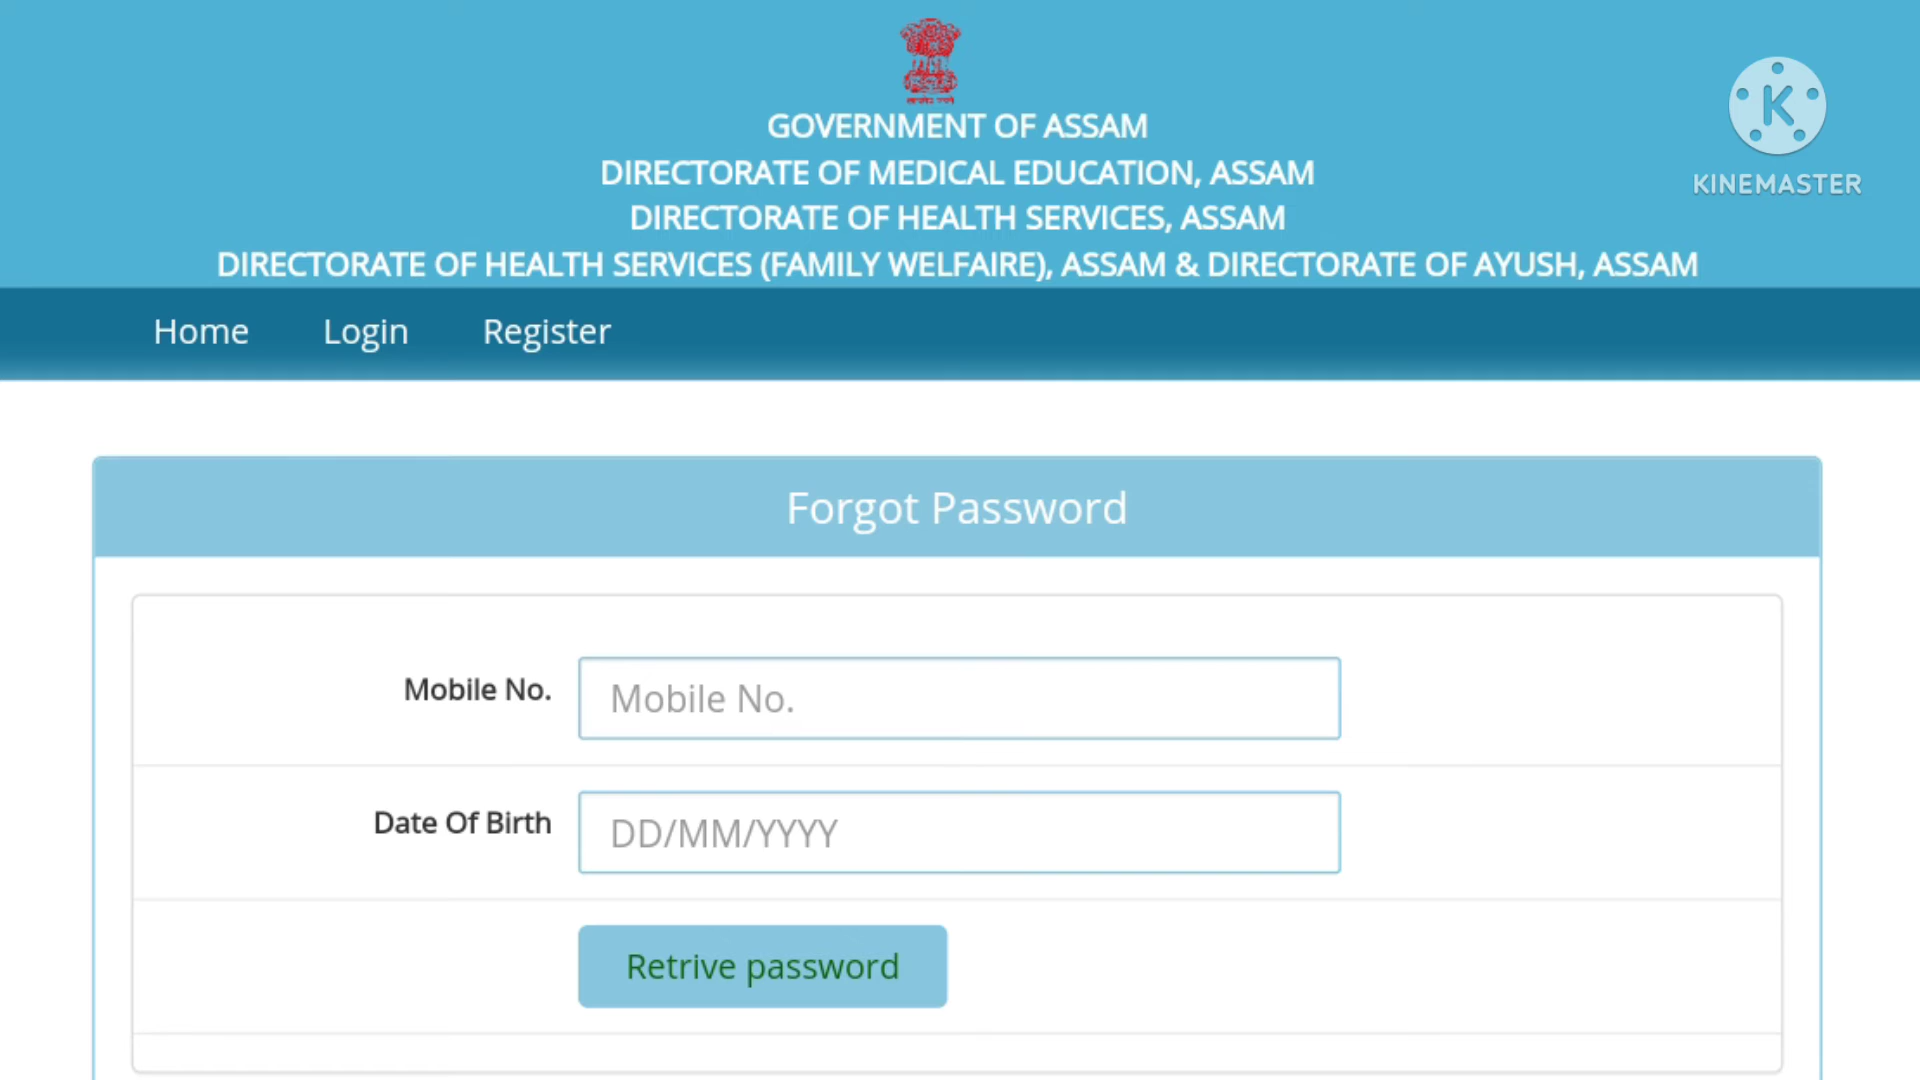 GOVERNMENT OF ASSAM
DIRECTORATE OF MEDICAL EDUCATION, ASSAM
DIRECTORATE OF HEALTH SERVICES, ASSAM
DIRECTORATE OF HEALTH SERVICES (FAMILY WELFAIRE), ASSAM & DIRECTORATE OF AYUSH, ASSAM
K
KINEMASTER
Home Login Register
Forgot Password
Mobile No. Mobile No.
Date Of Birth DD/MM/YYYY
Retrive password